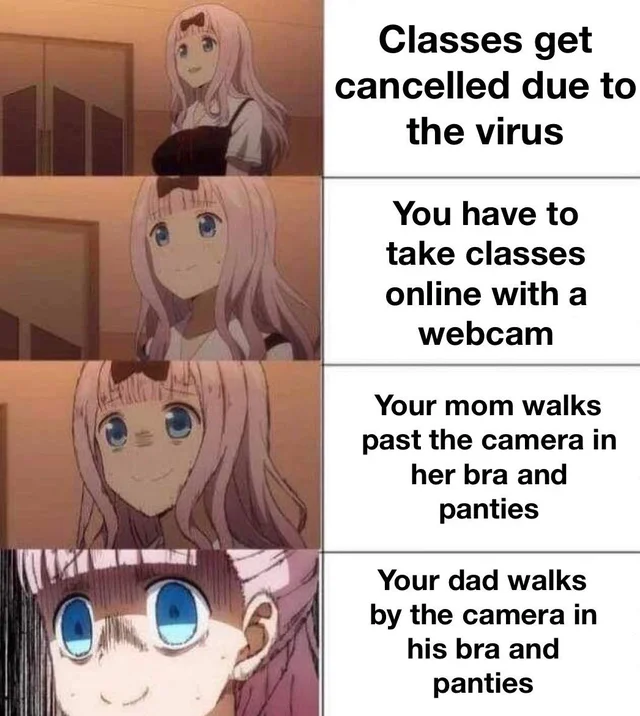 Classes get
cancelled due to
the virus
You have to
take classes
online with a
webcam
Your mom walks
past the camera in
her bra and
panties
Your dad walks
by the camera in
his bra and
panties